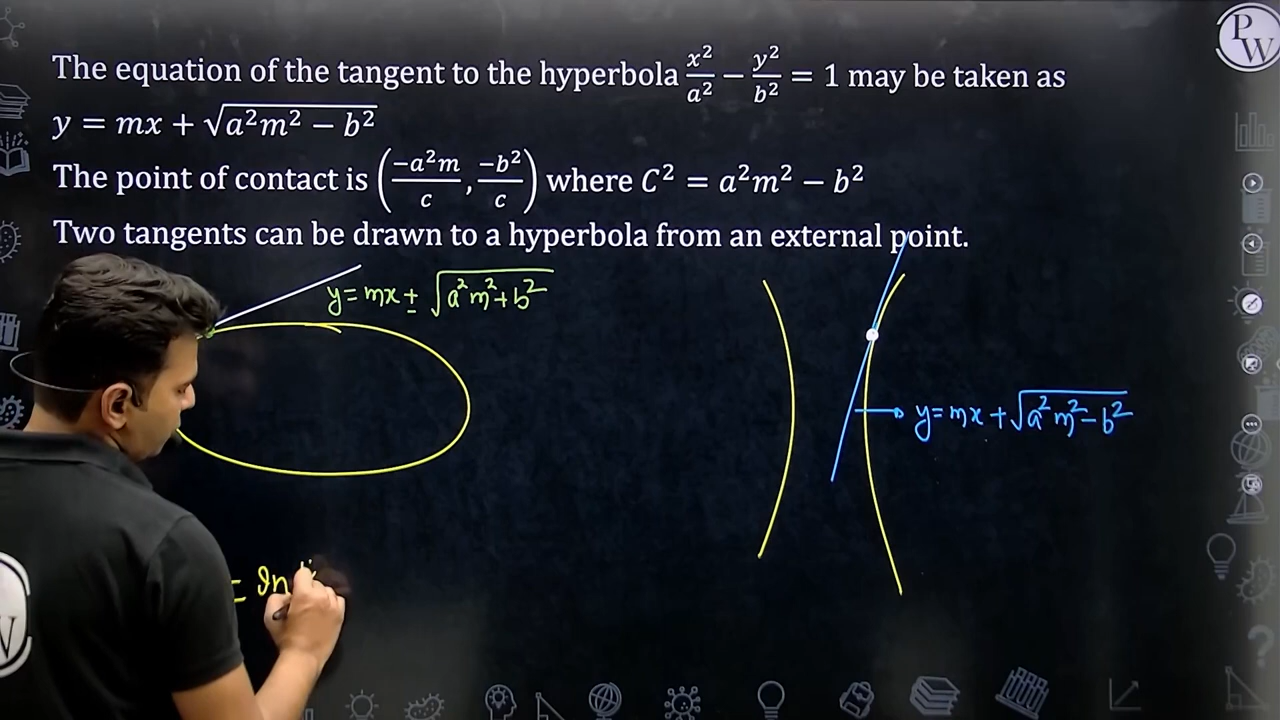 The equation of the tangent to the hyperbola x²/a² − y²/b² = 1 may be taken as
y = mx + √(a²m² − b²)
The point of contact is (−a²m/c, −b²/c) where C² = a²m² − b²
Two tangents can be drawn to a hyperbola from an external point.
y = mx ± √(a²m² + b²)
y = mx + √(a²m² − b²)
=
P
W
W